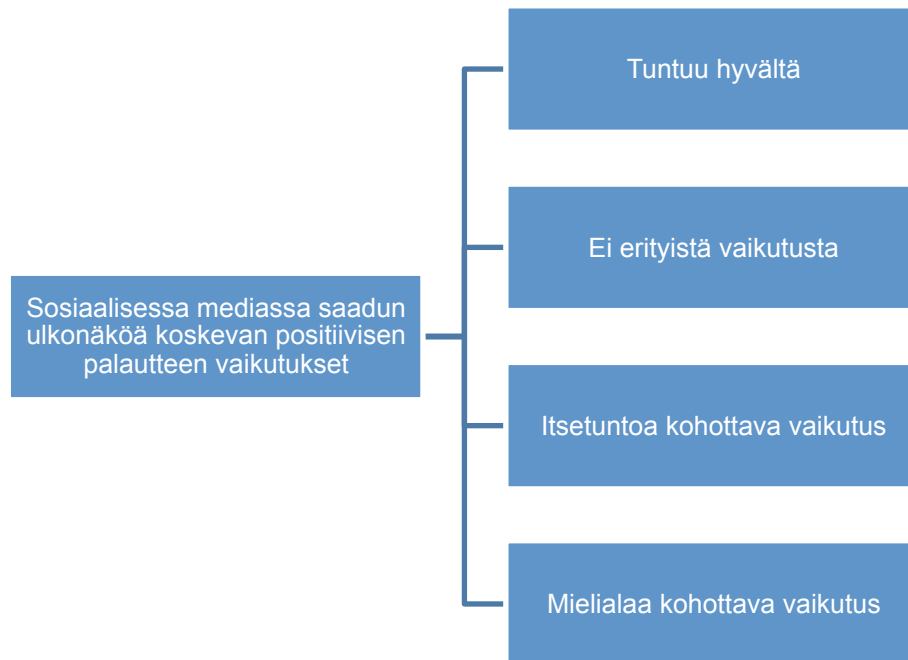 Sosiaalisessa mediassa saadun
ulkonäköä koskevan positiivisen
palautteen vaikutukset
Tuntuu hyvältä
Ei erityistä vaikutusta
Itsetuntoa kohottava vaikutus
Mielialaa kohottava vaikutus